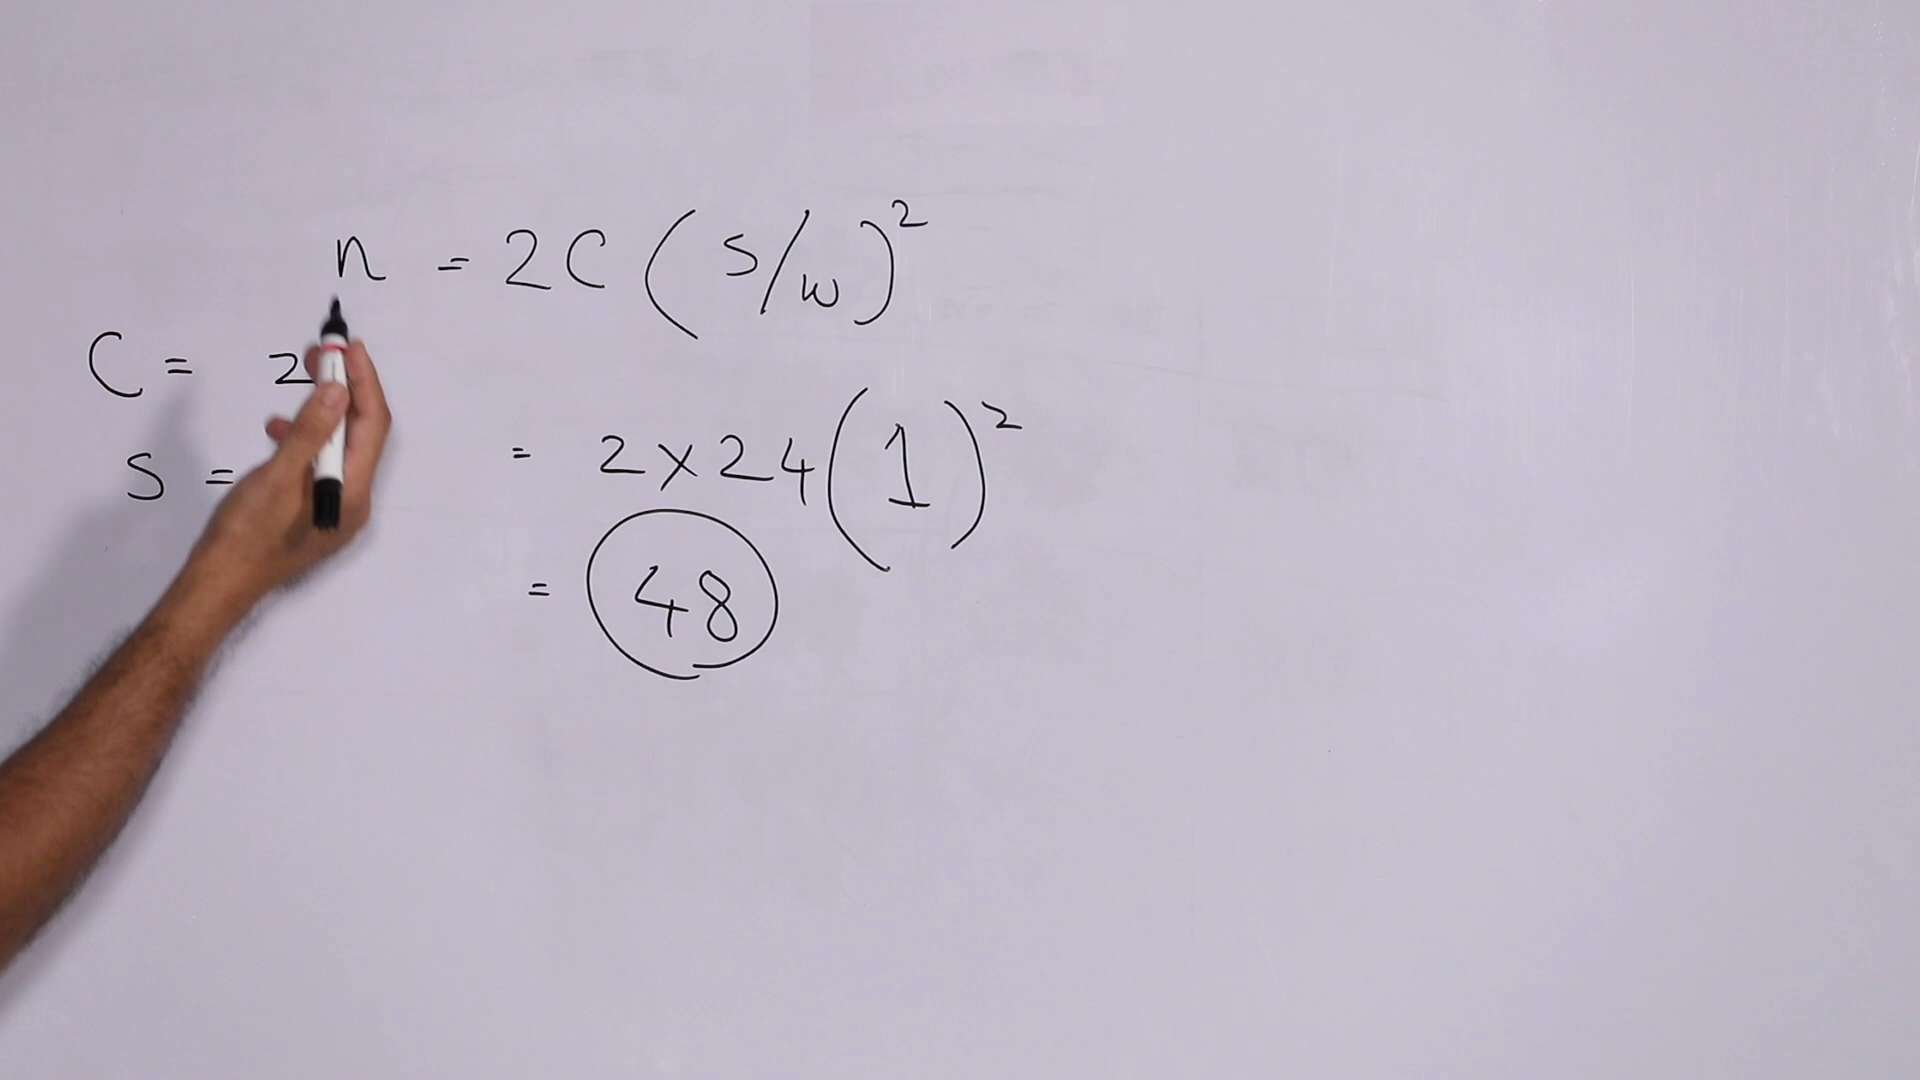 n = 2C (S/w)²
C = 2
S =
= 2 x 24 (1)²
= 48